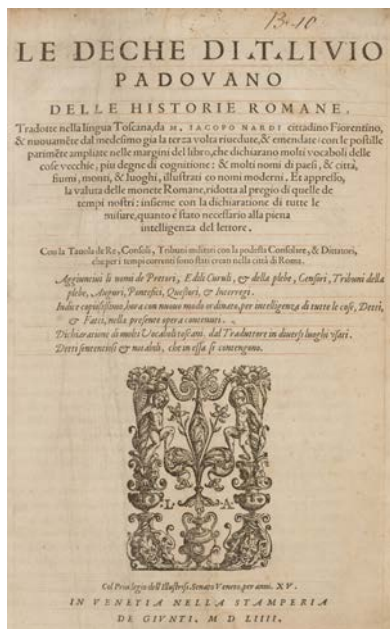 13-10
LE DECHE DI.T.LIVIO
PADOVANO
DELLE HISTORIE ROMANE,
Tradotte nella lingua Toscana, da M. IACOPO NARDI cittadino Fiorentino,
& nuouamẽte dal medesimo gia la terza volta riuedute, & emendate: con le postille
parimẽte ampliate nelle margini del libro, che dichiarano molti vocaboli delle
cose vecchie, piu degne di cognitione: & molti nomi di paesi, & città,
fiumi, monti, & luoghi, illustrati co nomi moderni. Et appresso,
la valuta delle monete Romane, ridotta al pregio di quelle de
tempi nostri: insieme con la dichiaratione di tutte le
misure, quanto è stato necessario alla piena
intelligenza del lettore.
Con la Tauola de Re, Consoli, Tribuni militari con la podestà Consolare, & Dittatori,
che per i tempi correnti sono stati creati nella città di Roma.
Aggiuntiui li nomi de Pretori, Edili Curuli, & della plebe, Censori, Tribuni della
plebe, Auguri, Pontefici, Questori, & Interregi.
Indice copiosissimo, hora con nuouo modo ordinato, per intelligenza di tutte le cose, Detti,
& Fatti, nella presente opera contenuti.
Dichiaratione di molti Vocaboli toscani, dal Traduttore in diuersi luoghi vsati.
Detti sententiosi & notabili, che in essa si contengono.
L A
Col Priuilegio dell'Illustriss. Senato Veneto, per anni. XV.
IN VENETIA NELLA STAMPERIA
DE GIVNTI. M D LIIII.